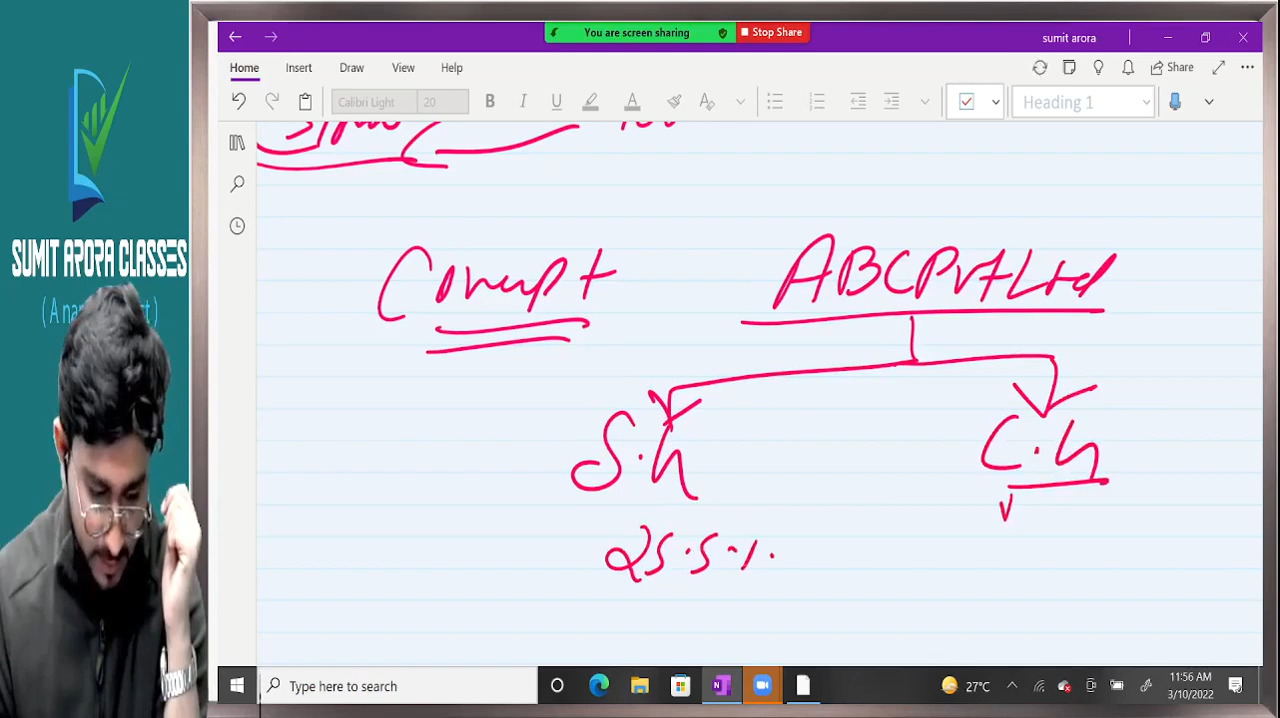 You are screen sharing
Stop Share
sumit arora
Home Insert Draw View Help
Share
Calibri Light 20
Heading 1
Concept
ABC Pvt Ltd
S.h
C.h
25.5%
SUMIT ARORA CLASSES
Type here to search
27°C
11:56 AM
3/10/2022